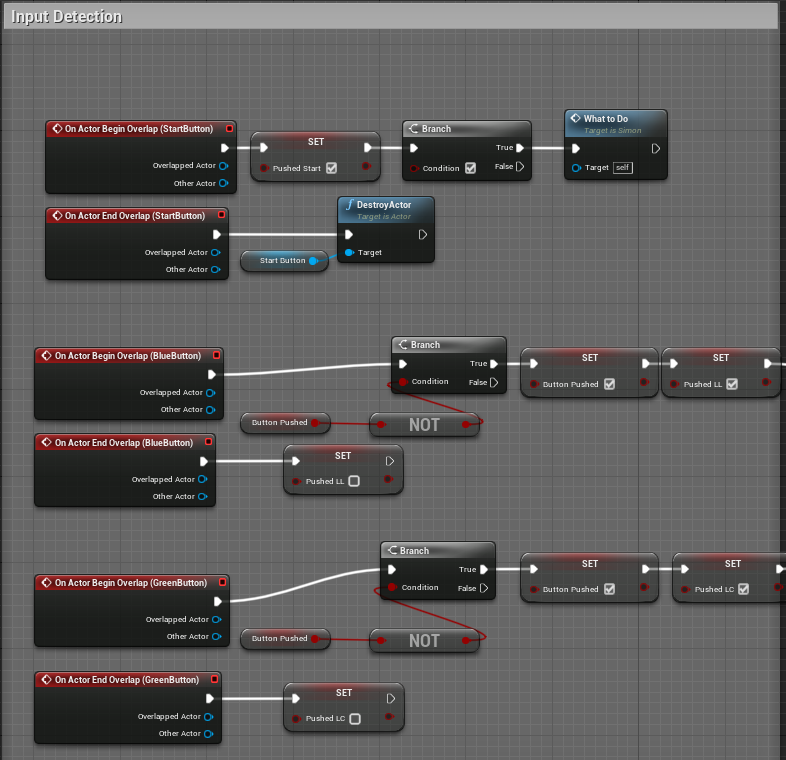 Input Detection
What to Do
Target is Simon
On Actor Begin Overlap (StartButton)
SET
Branch
True
Overlapped Actor
Pushed Start
Condition
False
Target
self
Other Actor
DestroyActor
Target is Actor
On Actor End Overlap (StartButton)
Overlapped Actor
Start Button
Target
Other Actor
Branch
On Actor Begin Overlap (BlueButton)
True
SET
SET
Condition
False
Button Pushed
Pushed LL
Overlapped Actor
Other Actor
Button Pushed
NOT
On Actor End Overlap (BlueButton)
SET
Overlapped Actor
Pushed LL
Other Actor
Branch
True
SET
SET
On Actor Begin Overlap (GreenButton)
Condition
False
Button Pushed
Pushed LC
Overlapped Actor
Other Actor
Button Pushed
NOT
On Actor End Overlap (GreenButton)
SET
Overlapped Actor
Pushed LC
Other Actor